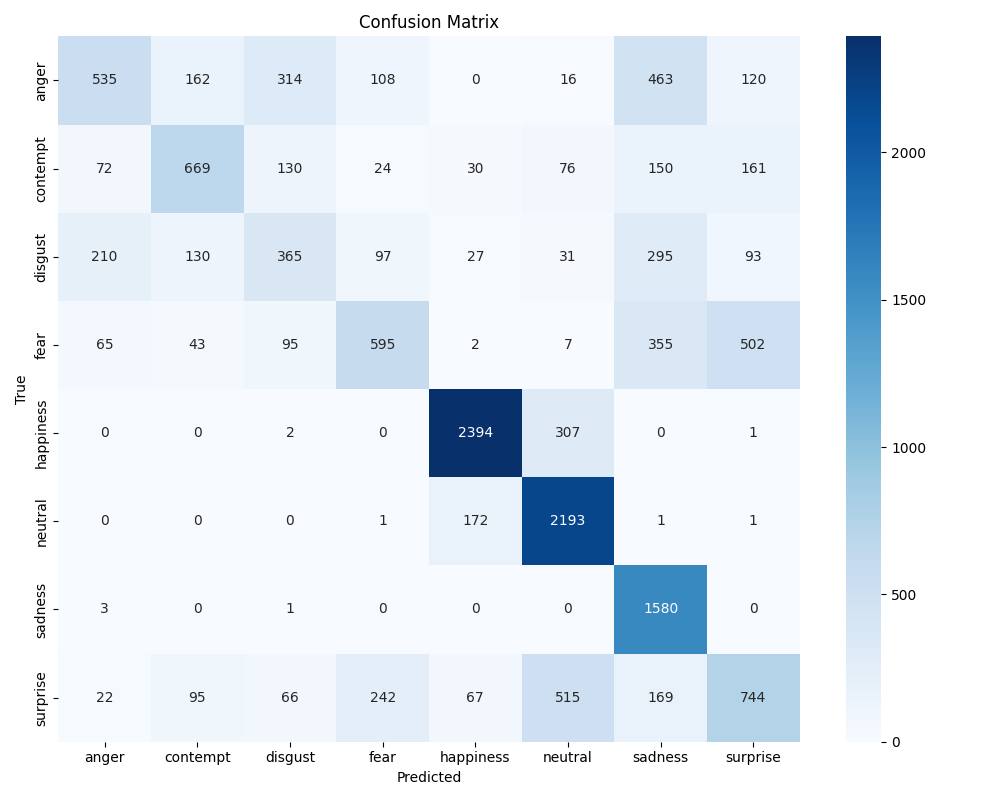 Confusion Matrix
True
anger 535 162 314 108 0 16 463 120
contempt 72 669 130 24 30 76 150 161
disgust 210 130 365 97 27 31 295 93
fear 65 43 95 595 2 7 355 502
happiness 0 0 2 0 2394 307 0 1
neutral 0 0 0 1 172 2193 1 1
sadness 3 0 1 0 0 0 1580 0
surprise 22 95 66 242 67 515 169 744
anger contempt disgust fear happiness neutral sadness surprise
Predicted
2000
1500
1000
500
0